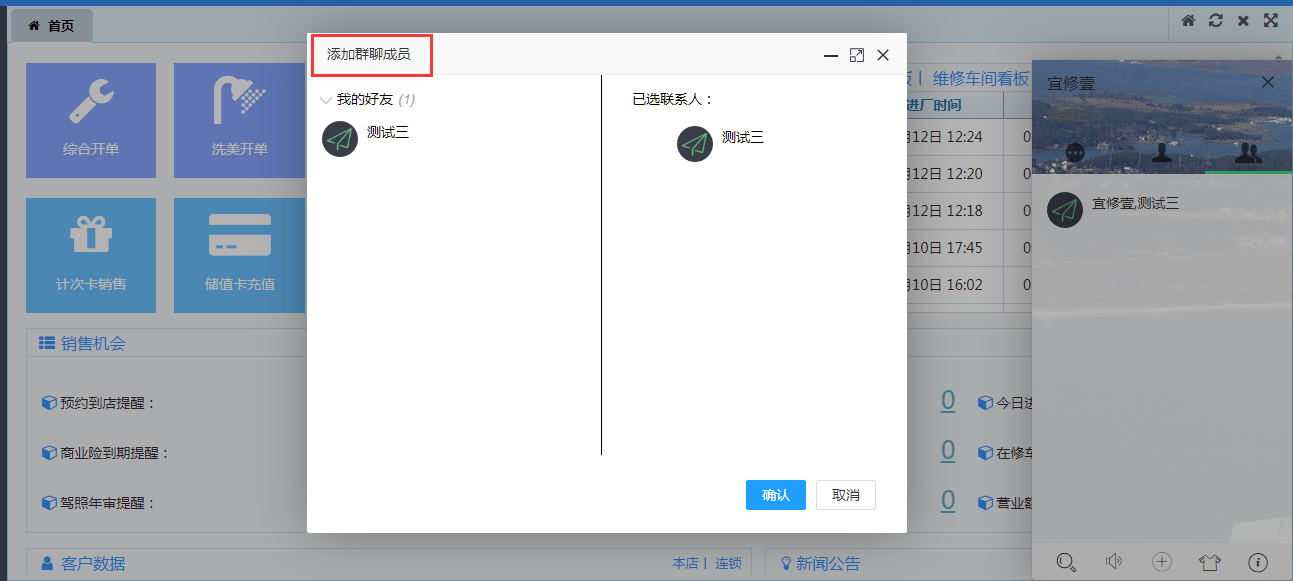 首页
综合开单
洗美开单
计次卡销售
储值卡充值
销售机会
预约到店提醒：
商业险到期提醒：
驾照年审提醒：
客户数据
本店 | 连锁
添加群聊成员
我的好友 (1)
测试三
已选联系人：
测试三
确认
取消
| 维修车间看板
进厂时间
月12日 12:24
0
月12日 12:20
0
月12日 12:18
0
月10日 17:45
0
月10日 16:02
0
0
今日进
0
在修车
0
营业额
新闻公告
宜修壹
宜修壹,测试三